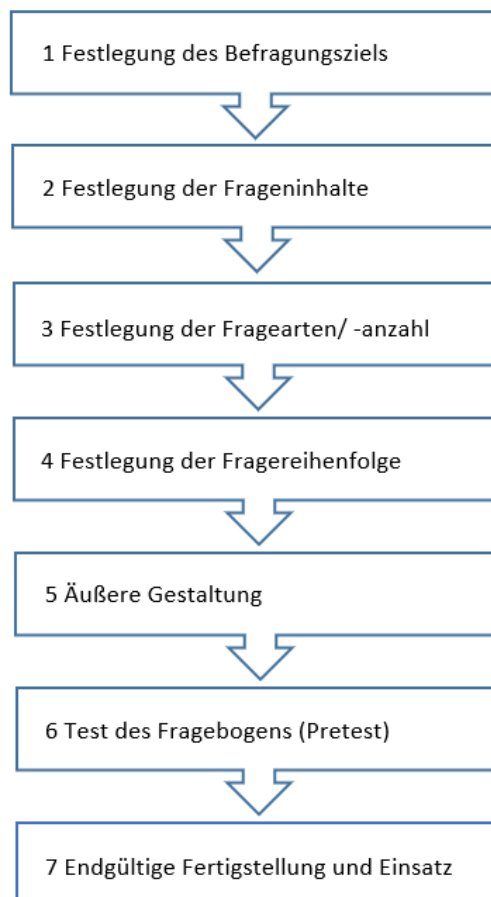 1 Festlegung des Befragungsziels
2 Festlegung der Frageninhalte
3 Festlegung der Fragearten/ -anzahl
4 Festlegung der Fragereihenfolge
5 Äußere Gestaltung
6 Test des Fragebogens (Pretest)
7 Endgültige Fertigstellung und Einsatz